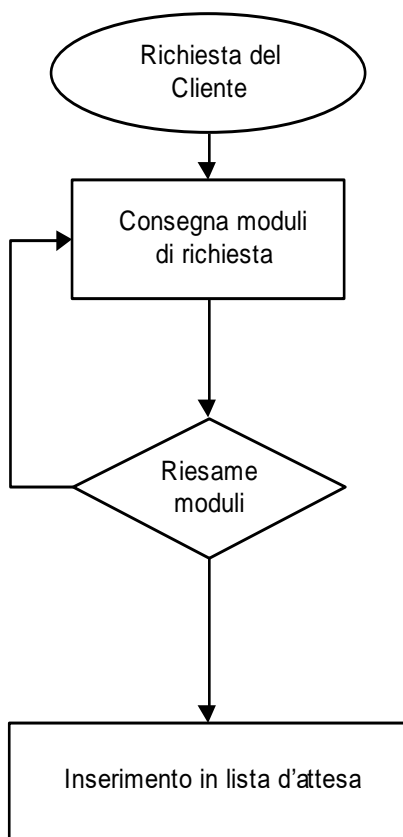 Richiesta del
Cliente
Consegna moduli
di richiesta
Riesame
moduli
Inserimento in lista d'attesa